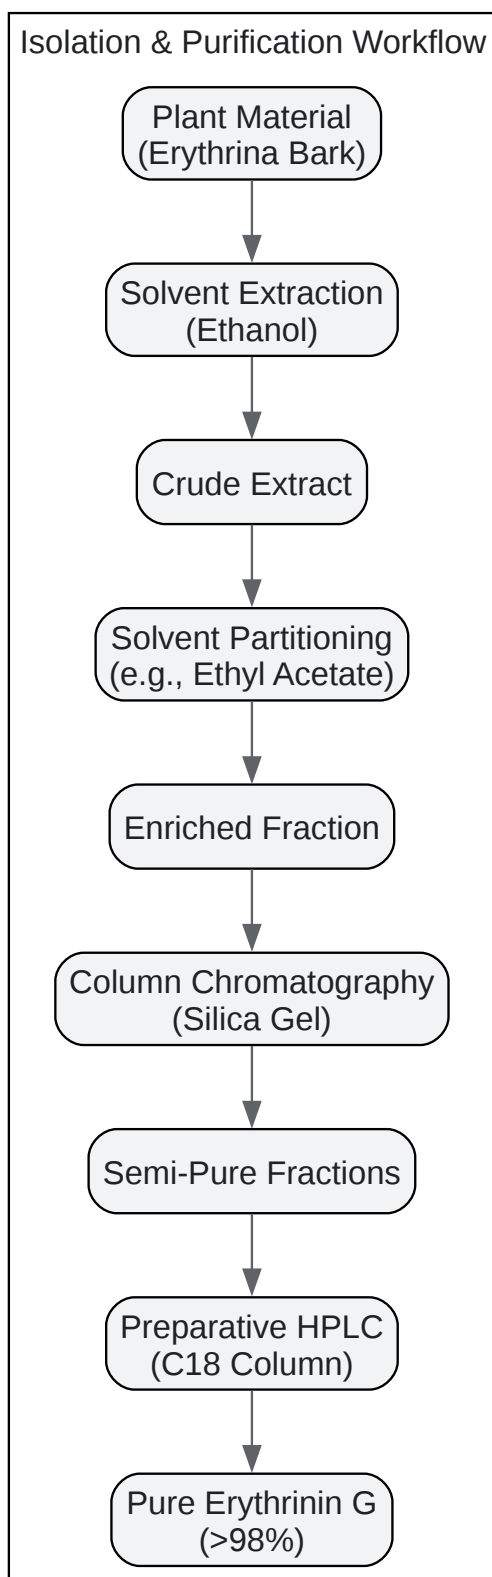 Isolation & Purification Workflow
Plant Material
(Erythrina Bark)
Solvent Extraction
(Ethanol)
Crude Extract
Solvent Partitioning
(e.g., Ethyl Acetate)
Enriched Fraction
Column Chromatography
(Silica Gel)
Semi-Pure Fractions
Preparative HPLC
(C18 Column)
Pure Erythrinin G
(>98%)